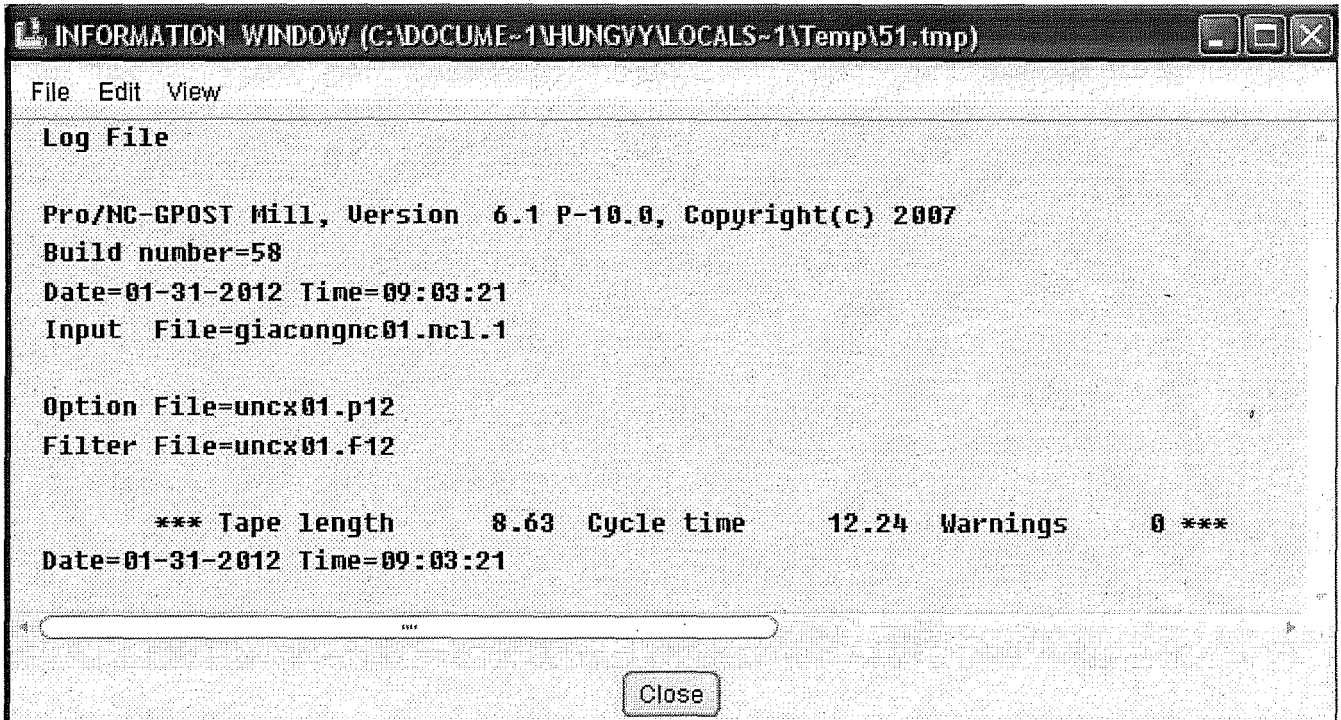 INFORMATION WINDOW (C:\DOCUME~1\HUNGVY\LOCALS~1\Temp\51.tmp)
File Edit View
Log File
Pro/NC-GPOST Mill, Version 6.1 P-10.0, Copyright(c) 2007
Build number=58
Date=01-31-2012 Time=09:03:21
Input File=giacongnc01.ncl.1
Option File=uncx01.p12
Filter File=uncx01.f12
*** Tape length 8.63 Cycle time 12.24 Warnings 0 ***
Date=01-31-2012 Time=09:03:21
Close